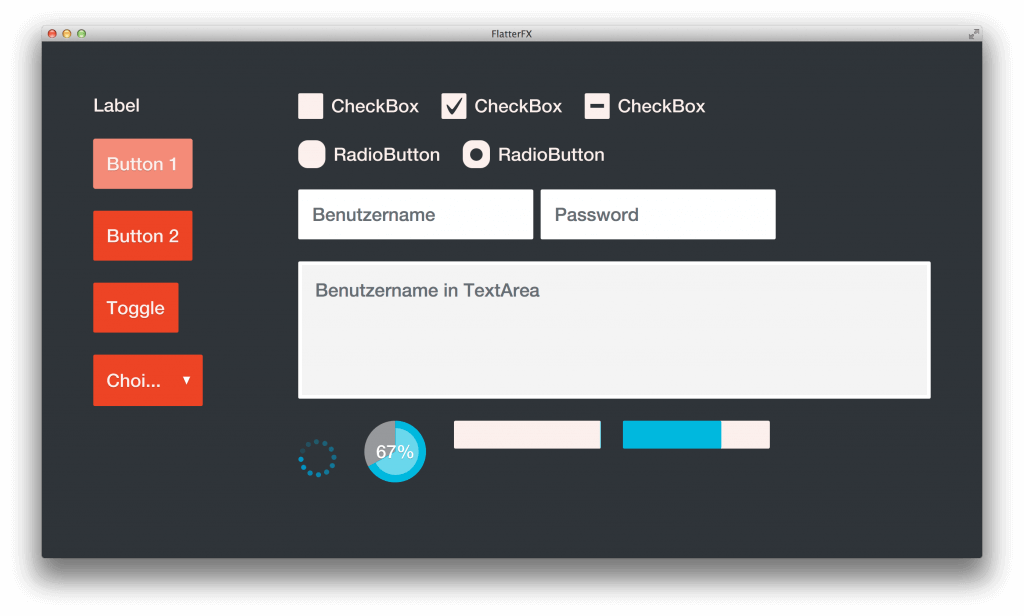 FlatterFX
Label
CheckBox CheckBox CheckBox
Button 1
RadioButton RadioButton
Benutzername Password
Button 2
Benutzername in TextArea
Toggle
Choi...
67%